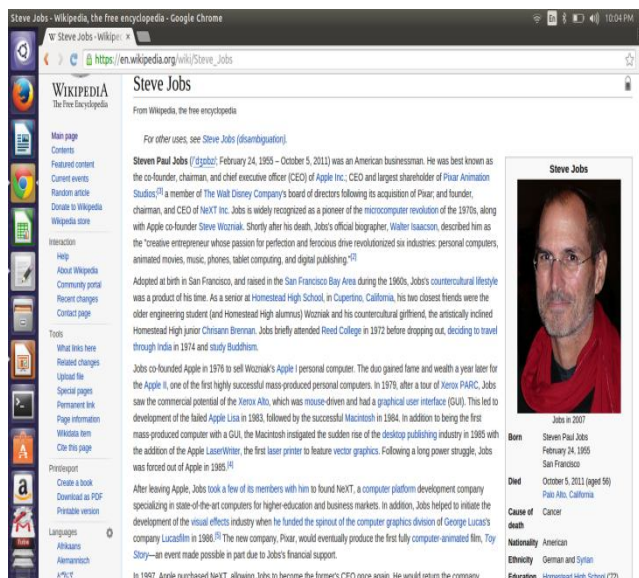 Steve Jobs - Wikipedia, the free encyclopedia - Google Chrome
En
10:04 PM
W Steve Jobs - Wikipe
https://en.wikipedia.org/wiki/Steve_Jobs
WIKIPEDIA
The Free Encyclopedia
Main page
Contents
Featured content
Current events
Random article
Donate to Wikipedia
Wikipedia store
Interaction
Help
About Wikipedia
Community portal
Recent changes
Contact page
Tools
What links here
Related changes
Upload file
Special pages
Permanent link
Page information
Wikidata item
Cite this page
Print/export
Create a book
Download as PDF
Printable version
Languages
Afrikaans
Alemannisch
አማርኛ
Steve Jobs
From Wikipedia, the free encyclopedia
For other uses, see Steve Jobs (disambiguation).
Steven Paul Jobs (/ˈdʒɒbz/; February 24, 1955 – October 5, 2011) was an American businessman. He was best known as
the co-founder, chairman, and chief executive officer (CEO) of Apple Inc.; CEO and largest shareholder of Pixar Animation
Studios;[3] a member of The Walt Disney Company's board of directors following its acquisition of Pixar; and founder,
chairman, and CEO of NeXT Inc. Jobs is widely recognized as a pioneer of the microcomputer revolution of the 1970s, along
with Apple co-founder Steve Wozniak. Shortly after his death, Jobs's official biographer, Walter Isaacson, described him as
the "creative entrepreneur whose passion for perfection and ferocious drive revolutionized six industries: personal computers,
animated movies, music, phones, tablet computing, and digital publishing."[2]
Adopted at birth in San Francisco, and raised in the San Francisco Bay Area during the 1960s, Jobs's countercultural lifestyle
was a product of his time. As a senior at Homestead High School, in Cupertino, California, his two closest friends were the
older engineering student (and Homestead High alumnus) Wozniak and his countercultural girlfriend, the artistically inclined
Homestead High junior Chrisann Brennan. Jobs briefly attended Reed College in 1972 before dropping out, deciding to travel
through India in 1974 and study Buddhism.
Jobs co-founded Apple in 1976 to sell Wozniak's Apple I personal computer. The duo gained fame and wealth a year later for
the Apple II, one of the first highly successful mass-produced personal computers. In 1979, after a tour of Xerox PARC, Jobs
saw the commercial potential of the Xerox Alto, which was mouse-driven and had a graphical user interface (GUI). This led to
development of the failed Apple Lisa in 1983, followed by the successful Macintosh in 1984. In addition to being the first
mass-produced computer with a GUI, the Macintosh instigated the sudden rise of the desktop publishing industry in 1985 with
the addition of the Apple LaserWriter, the first laser printer to feature vector graphics. Following a long power struggle, Jobs
was forced out of Apple in 1985.[4]
After leaving Apple, Jobs took a few of its members with him to found NeXT, a computer platform development company
specializing in state-of-the-art computers for higher-education and business markets. In addition, Jobs helped to initiate the
development of the visual effects industry when he funded the spinout of the computer graphics division of George Lucas's
company Lucasfilm in 1986.[5] The new company, Pixar, would eventually produce the first fully computer-animated film, Toy
Story—an event made possible in part due to Jobs's financial support.
In 1997, Apple purchased NeXT, allowing Jobs to become the former's CEO once again. He would return the company
Steve Jobs
Jobs in 2007
Born Steven Paul Jobs
February 24, 1955
San Francisco
Died October 5, 2011 (aged 56)
Palo Alto, California
Cause of death Cancer
Nationality American
Ethnicity German and Syrian
Education Homestead High School ('72)